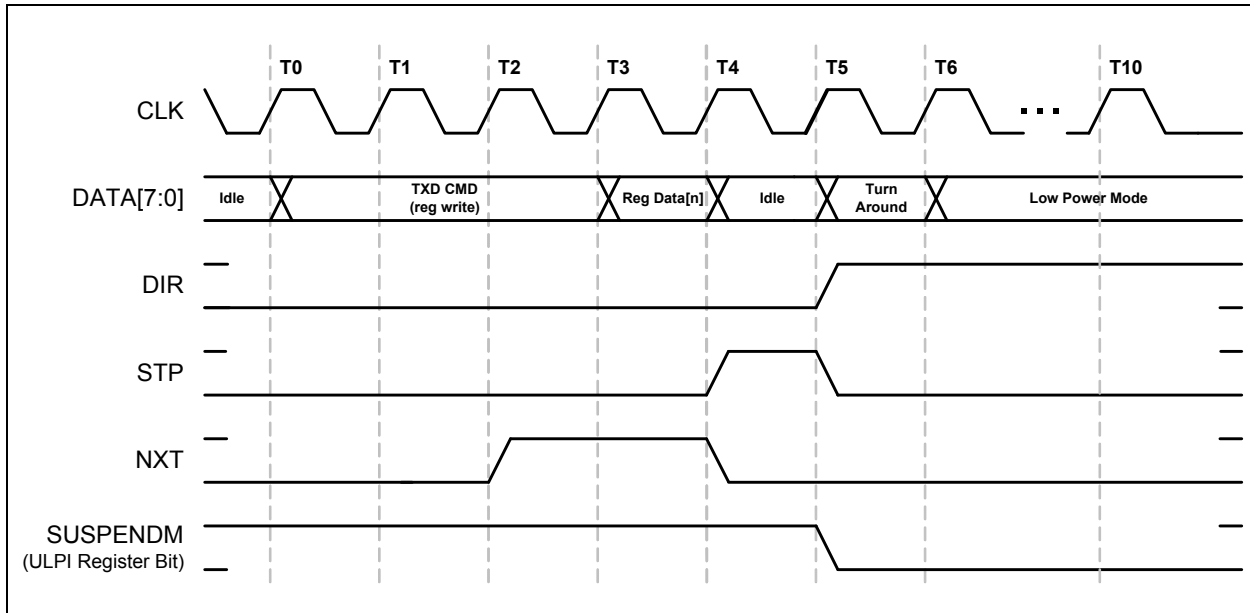 T0 T1 T2 T3 T4 T5 T6 T10
CLK
...
DATA[7:0]
Idle
TXD CMD
(reg write)
Reg Data[n]
Idle
Turn
Around
Low Power Mode
DIR
STP
NXT
SUSPENDM
(ULPI Register Bit)